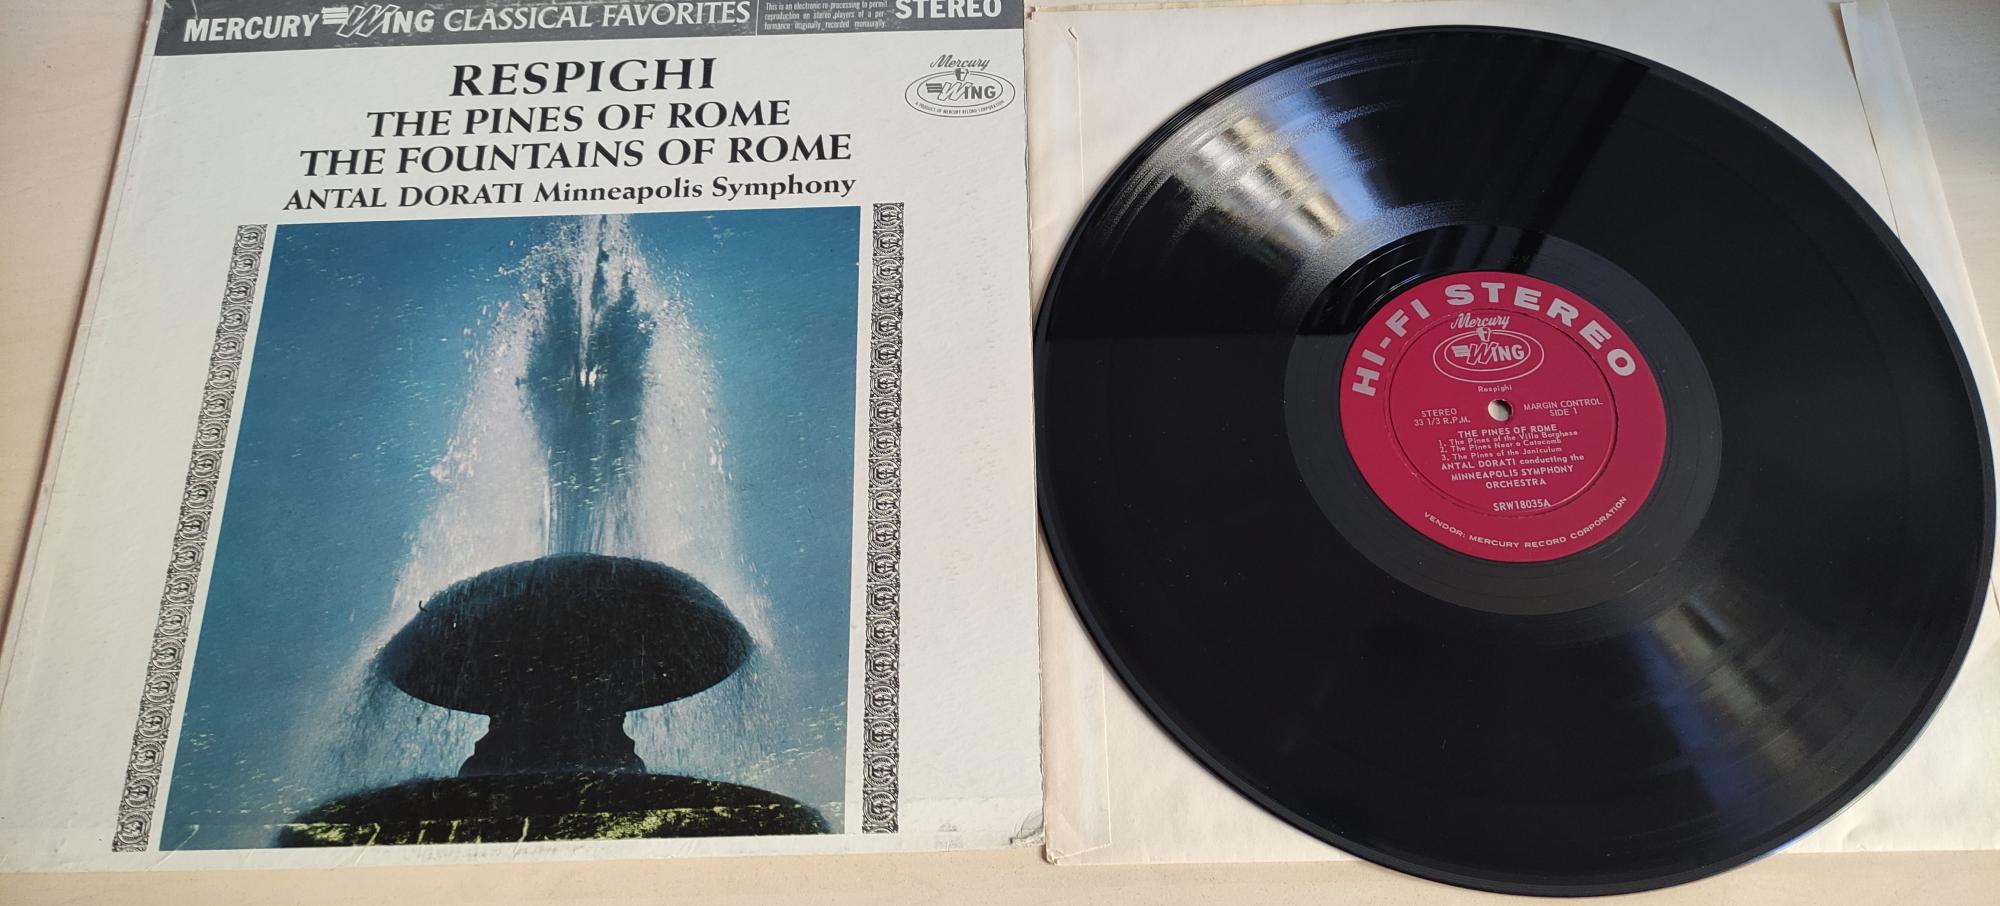 MERCURY WING CLASSICAL FAVORITES
This is an electronic re-processing to permit
reproduction on stereo players of a per-
formance originally recorded monaurally.
STEREO
RESPIGHI
THE PINES OF ROME
THE FOUNTAINS OF ROME
ANTAL DORATI Minneapolis Symphony
Mercury
WING
A PRODUCT OF MERCURY RECORD CORPORATION
HI-FI STEREO
Mercury
WING
Respighi
STEREO
33 1/3 R.P.M.
MARGIN CONTROL
SIDE 1
THE PINES OF ROME
1. The Pines of the Villa Borghese
2. The Pines Near a Catacomb
3. The Pines of the Janiculum
ANTAL DORATI conducting the
MINNEAPOLIS SYMPHONY
ORCHESTRA
SRW18035A
VENDOR: MERCURY RECORD CORPORATION